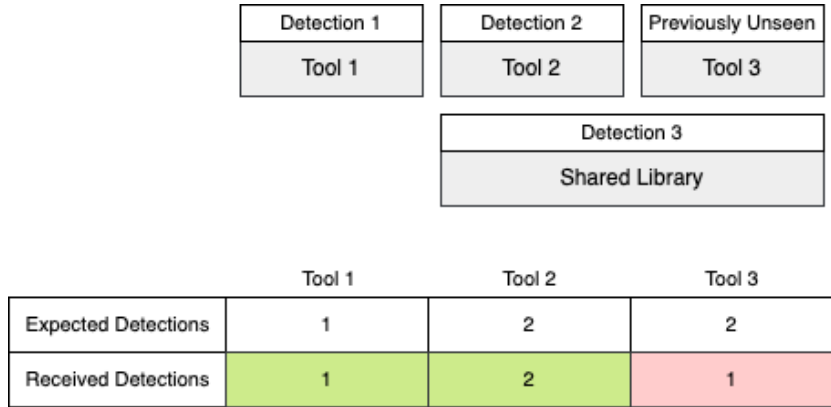 Detection 1 Detection 2 Previously Unseen
Tool 1 Tool 2 Tool 3
Detection 3
Shared Library
Tool 1 Tool 2 Tool 3
Expected Detections 1 2 2
Received Detections 1 2 1